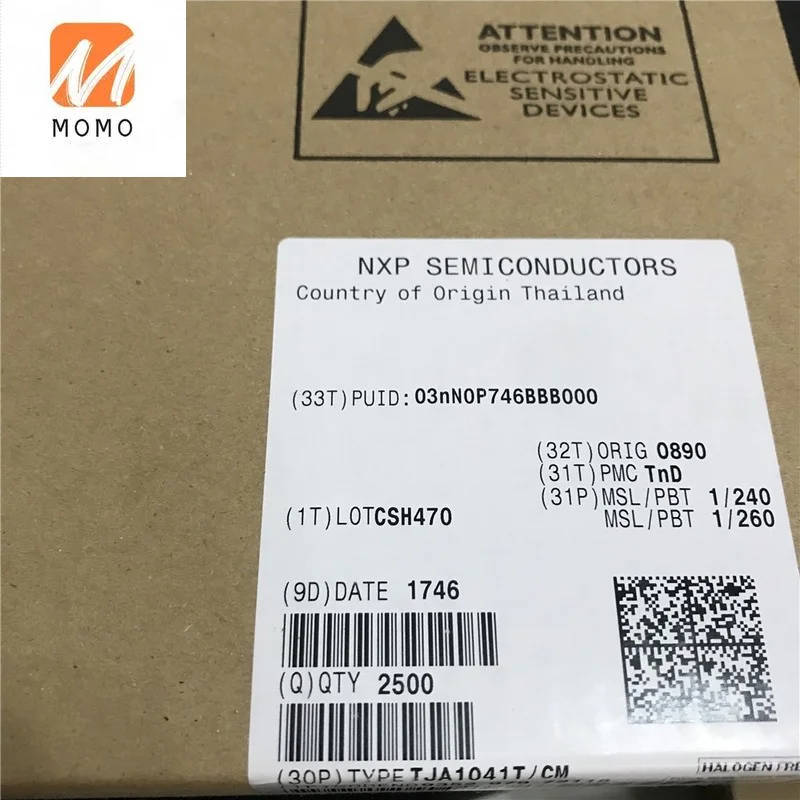 MOMO
ATTENTION
OBSERVE PRECAUTIONS
FOR HANDLING
ELECTROSTATIC
SENSITIVE
DEVICES
NXP SEMICONDUCTORS
Country of Origin Thailand
(33T)PUID: 03nN0P746BBB000
(32T)ORIG 0890
(31T)PMC TnD
(31P)MSL/PBT 1/240
MSL/PBT 1/260
(1T)LOTCSH470
(9D)DATE 1746
(Q)QTY 2500
(30P)TYPE TJA1041T/CM
HALOGEN FRE